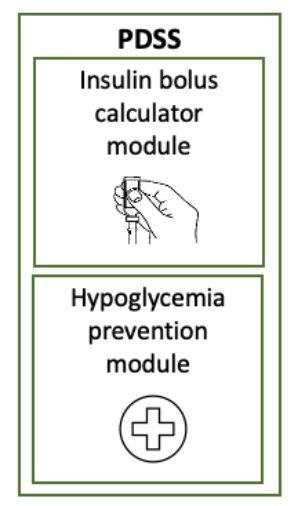 PDSS
Insulin bolus
calculator
module
Hypoglycemia
prevention
module